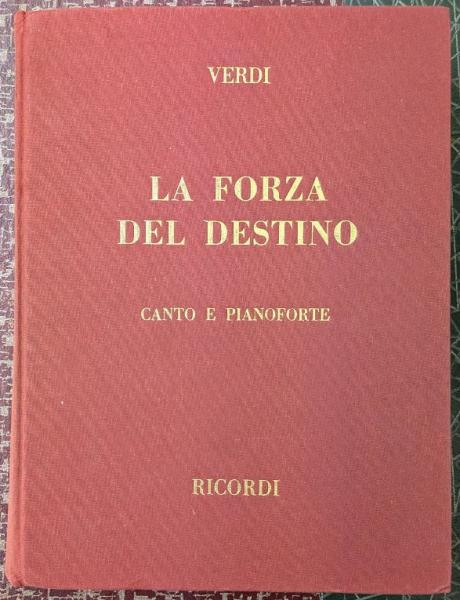 VERDI
LA FORZA
DEL DESTINO
CANTO E PIANOFORTE
RICORDI